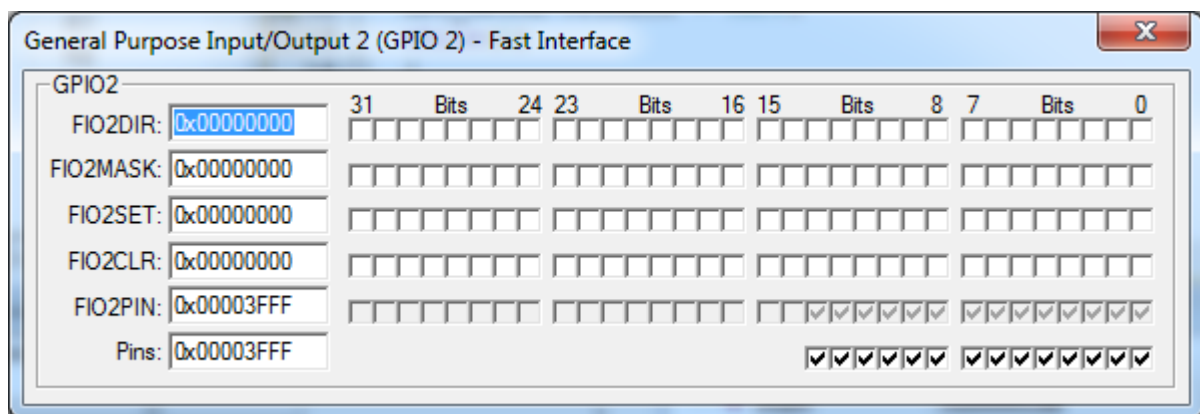 General Purpose Input/Output 2 (GPIO 2) - Fast Interface
GPIO2
31 Bits 24 23 Bits 16 15 Bits 8 7 Bits 0
FIO2DIR: 0x00000000
FIO2MASK: 0x00000000
FIO2SET: 0x00000000
FIO2CLR: 0x00000000
FIO2PIN: 0x00003FFF
Pins: 0x00003FFF